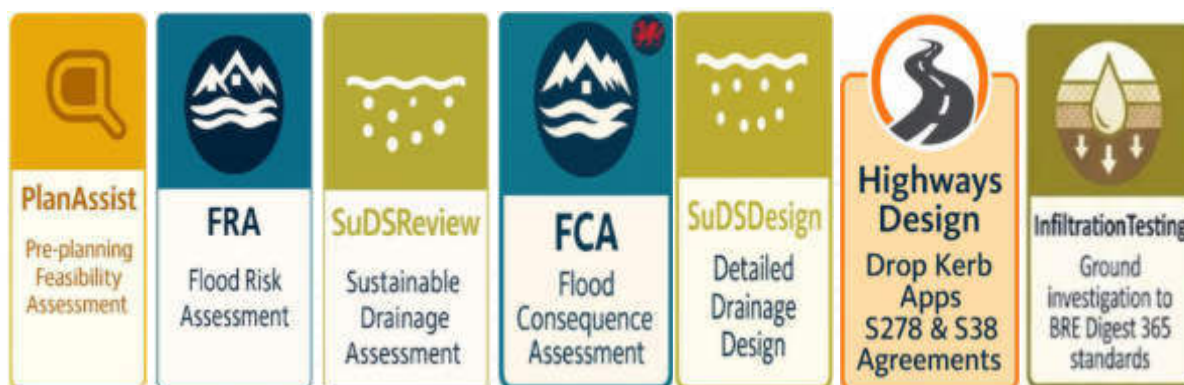 PlanAssist
Pre-planning
Feasibility
Assessment
FRA
Flood Risk
Assessment
SuDSReview
Sustainable
Drainage
Assessment
FCA
Flood
Consequence
Assessment
SuDSDesign
Detailed
Drainage
Design
Highways
Design
Drop Kerb
Apps
S278 & S38
Agreements
InfiltrationTesting
Ground
investigation to
BRE Digest 365
standards